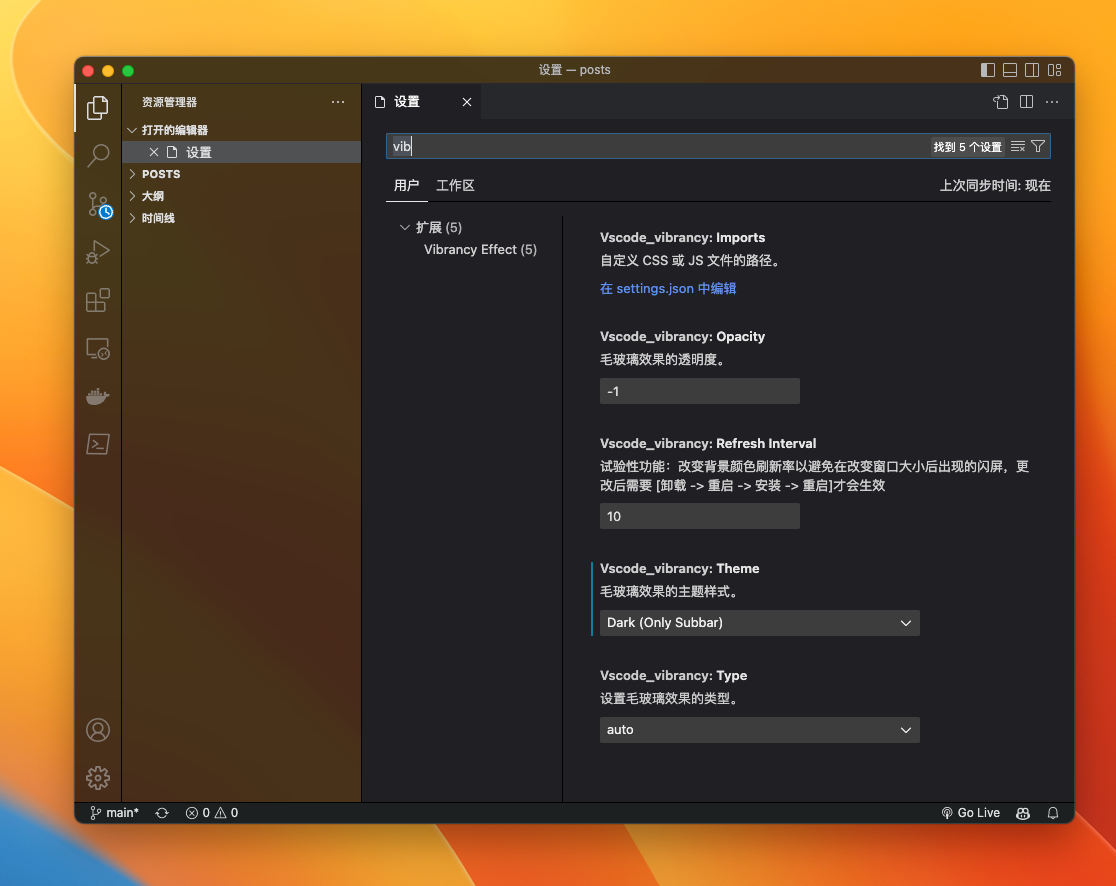 设置 — posts
资源管理器
打开的编辑器
设置
POSTS
大纲
时间线
设置
vib
找到 5 个设置
用户
工作区
上次同步时间: 现在
扩展 (5)
Vibrancy Effect (5)
Vscode_vibrancy: Imports
自定义 CSS 或 JS 文件的路径。
在 settings.json 中编辑
Vscode_vibrancy: Opacity
毛玻璃效果的透明度。
-1
Vscode_vibrancy: Refresh Interval
试验性功能：改变背景颜色刷新率以避免在改变窗口大小后出现的闪屏，更
改后需要 [卸载 -> 重启 -> 安装 -> 重启]才会生效
10
Vscode_vibrancy: Theme
毛玻璃效果的主题样式。
Dark (Only Subbar)
Vscode_vibrancy: Type
设置毛玻璃效果的类型。
auto
main*
0
0
Go Live